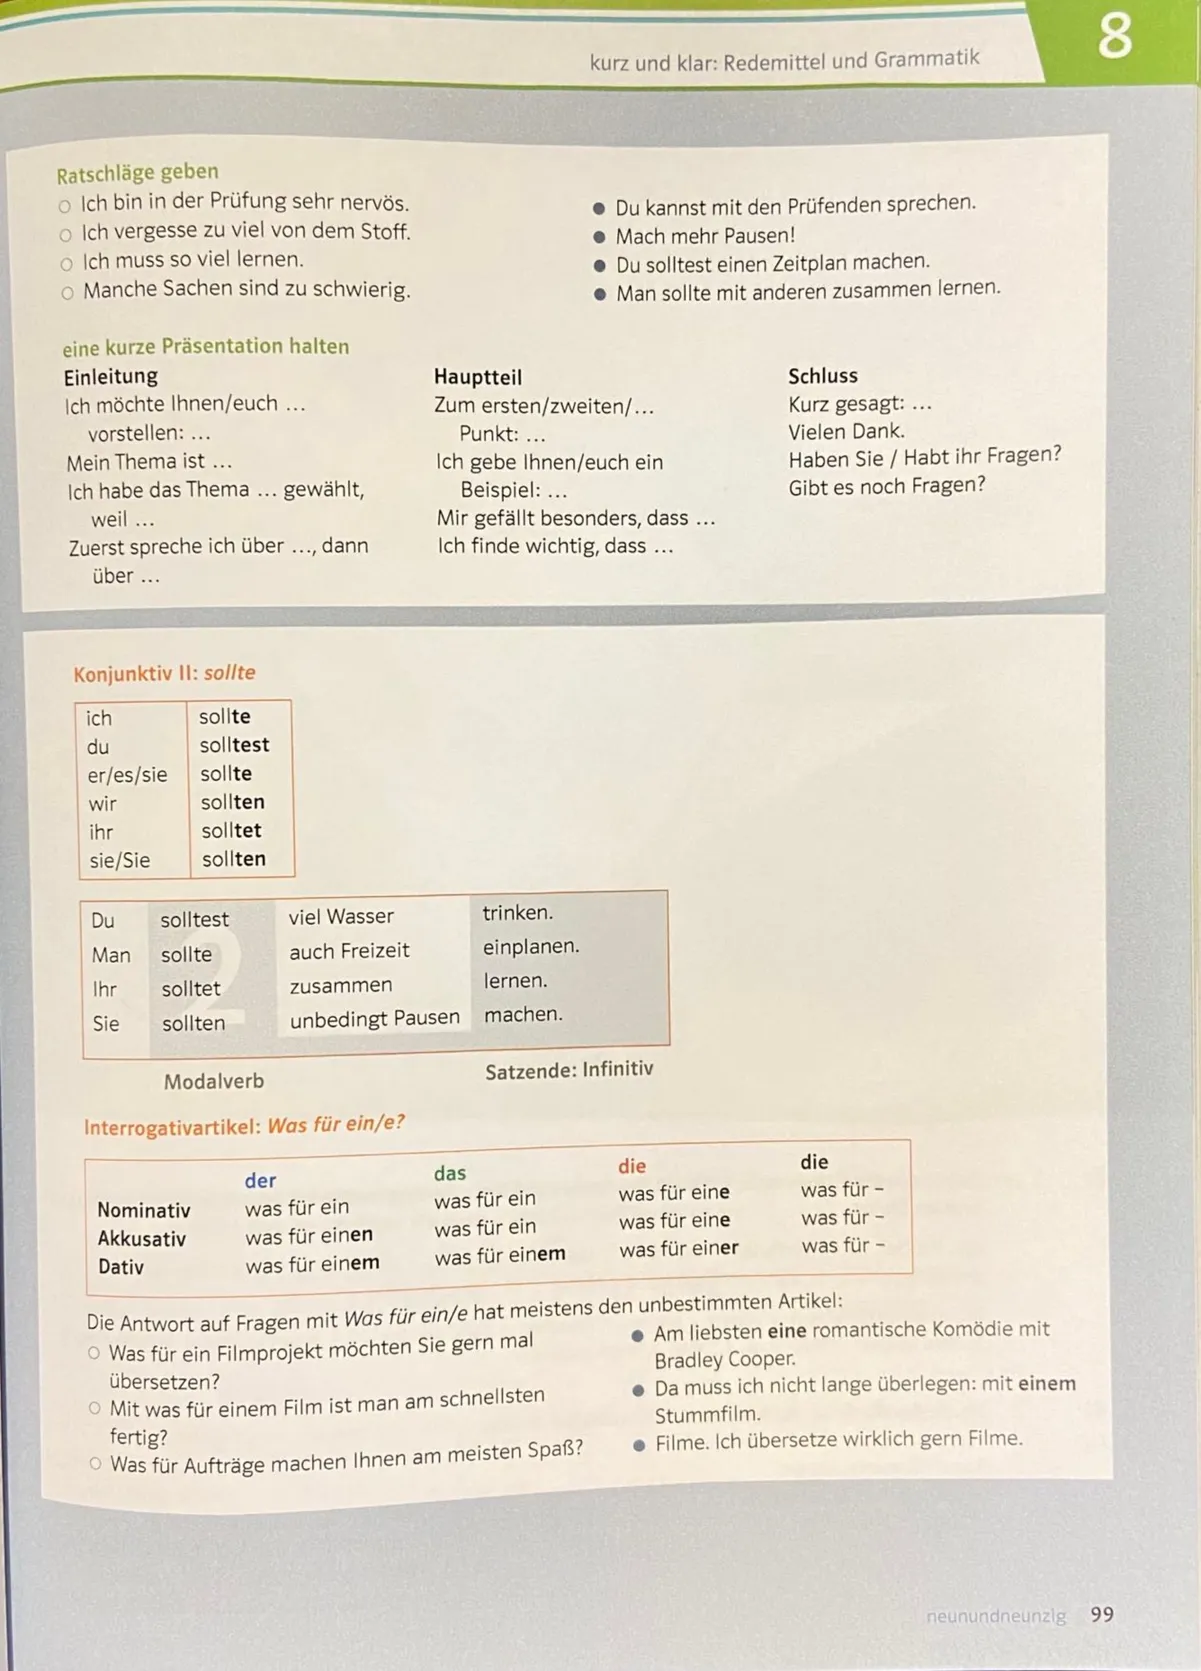 kurz und klar: Redemittel und Grammatik
8
Ratschläge geben
○ Ich bin in der Prüfung sehr nervös.
○ Ich vergesse zu viel von dem Stoff.
○ Ich muss so viel lernen.
○ Manche Sachen sind zu schwierig.
● Du kannst mit den Prüfenden sprechen.
● Mach mehr Pausen!
● Du solltest einen Zeitplan machen.
● Man sollte mit anderen zusammen lernen.
eine kurze Präsentation halten
Einleitung
Ich möchte Ihnen/euch ...
vorstellen: ...
Mein Thema ist ...
Ich habe das Thema ... gewählt,
weil ...
Zuerst spreche ich über ..., dann
über ...
Hauptteil
Zum ersten/zweiten/...
Punkt: ...
Ich gebe Ihnen/euch ein
Beispiel: ...
Mir gefällt besonders, dass ...
Ich finde wichtig, dass ...
Schluss
Kurz gesagt: ...
Vielen Dank.
Haben Sie / Habt ihr Fragen?
Gibt es noch Fragen?
Konjunktiv II: sollte
ich sollte
du solltest
er/es/sie sollte
wir sollten
ihr solltet
sie/Sie sollten
2
Du solltest viel Wasser trinken.
Man sollte auch Freizeit einplanen.
Ihr solltet zusammen lernen.
Sie sollten unbedingt Pausen machen.
Modalverb Satzende: Infinitiv
Interrogativartikel: Was für ein/e?
der das die die
Nominativ was für ein was für ein was für eine was für –
Akkusativ was für einen was für ein was für eine was für –
Dativ was für einem was für einem was für einer was für –
Die Antwort auf Fragen mit Was für ein/e hat meistens den unbestimmten Artikel:
○ Was für ein Filmprojekt möchten Sie gern mal
übersetzen?
○ Mit was für einem Film ist man am schnellsten
fertig?
○ Was für Aufträge machen Ihnen am meisten Spaß?
● Am liebsten eine romantische Komödie mit
Bradley Cooper.
● Da muss ich nicht lange überlegen: mit einem
Stummfilm.
● Filme. Ich übersetze wirklich gern Filme.
neunundneunzig 99